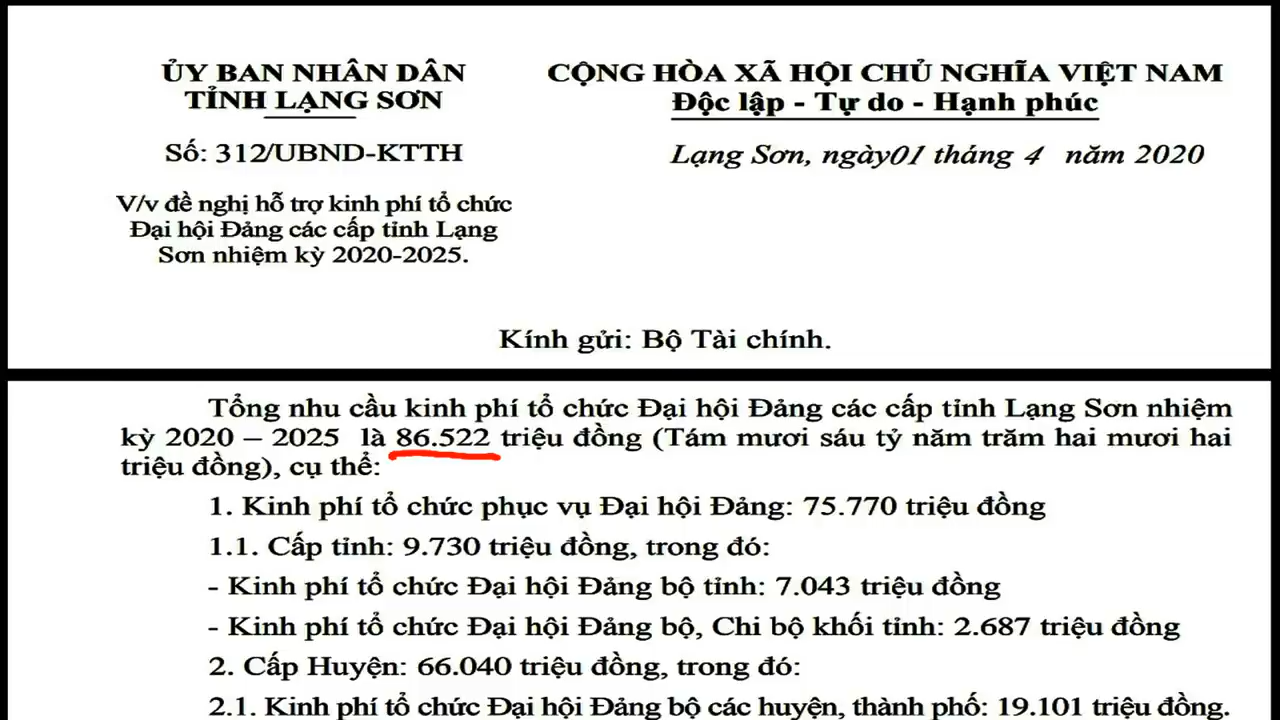 ỦY BAN NHÂN DÂN
TỈNH LẠNG SƠN
Số: 312/UBND-KTTH
V/v đề nghị hỗ trợ kinh phí tổ chức
Đại hội Đảng các cấp tỉnh Lạng
Sơn nhiệm kỳ 2020-2025.
CỘNG HÒA XÃ HỘI CHỦ NGHĨA VIỆT NAM
Độc lập - Tự do - Hạnh phúc
Lạng Sơn, ngày01 tháng 4 năm 2020
Kính gửi: Bộ Tài chính.
Tổng nhu cầu kinh phí tổ chức Đại hội Đảng các cấp tỉnh Lạng Sơn nhiệm
kỳ 2020 – 2025 là 86.522 triệu đồng (Tám mươi sáu tỷ năm trăm hai mươi hai
triệu đồng), cụ thể:
1. Kinh phí tổ chức phục vụ Đại hội Đảng: 75.770 triệu đồng
1.1. Cấp tỉnh: 9.730 triệu đồng, trong đó:
- Kinh phí tổ chức Đại hội Đảng bộ tỉnh: 7.043 triệu đồng
- Kinh phí tổ chức Đại hội Đảng bộ, Chi bộ khối tỉnh: 2.687 triệu đồng
2. Cấp Huyện: 66.040 triệu đồng, trong đó:
2.1. Kinh phí tổ chức Đại hội Đảng bộ các huyện, thành phố: 19.101 triệu đồng.